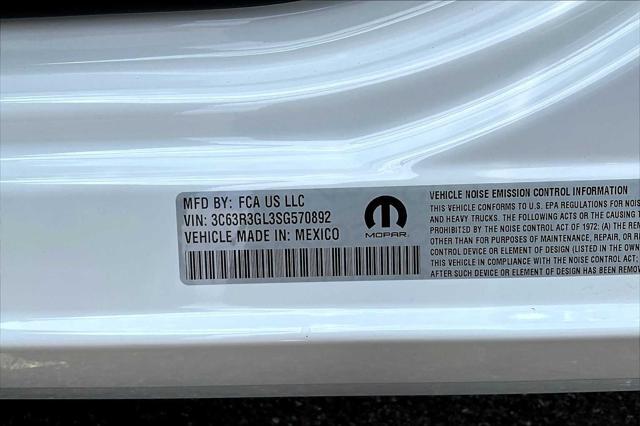 MFD BY: FCA US LLC
VIN: 3C63R3GL3SG570892
VEHICLE MADE IN: MEXICO
MOPAR
VEHICLE NOISE EMISSION CONTROL INFORMATION
THIS VEHICLE CONFORMS TO U.S. EPA REGULATIONS FOR NOIS
AND HEAVY TRUCKS. THE FOLLOWING ACTS OR THE CAUSING T
BY THE NOISE CONTROL ACT OF 1972: (A)
OTHER THAN FOR PURPOSES OF MAINTENANCE, REPAIR, OR RE
DEVICE OR ELEMENT OF DESIGN (LISTED IN THE OWN
THIS VEHICLE IN COMPLIANCE WITH THE NOISE CONTROL ACT;
AFTER SUCH DEVICE OR ELEMENT OF DESIGN HAS BEEN REMOV